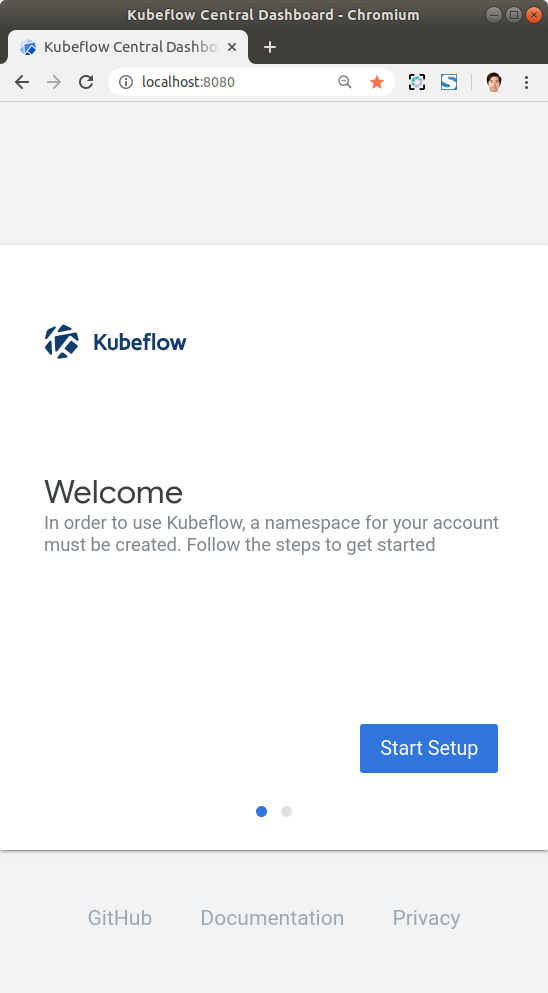 Kubeflow Central Dashboard - Chromium
Kubeflow Central Dashbo
localhost:8080
Kubeflow
Welcome
In order to use Kubeflow, a namespace for your account
must be created. Follow the steps to get started
Start Setup
GitHub Documentation Privacy